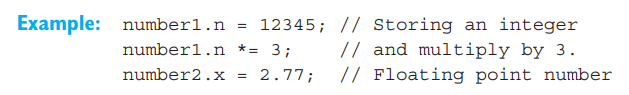 Example: number1.n = 12345; // Storing an integer
number1.n *= 3; // and multiply by 3.
number2.x = 2.77; // Floating point number